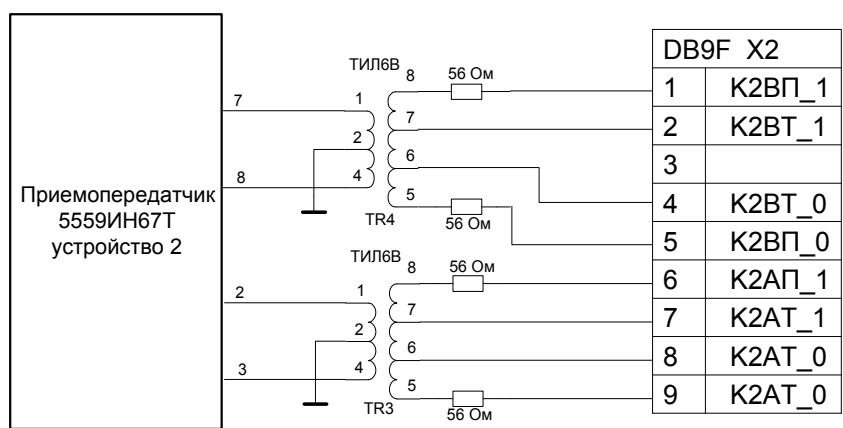 Приемопередатчик
5559ИН67Т
устройство 2
7
8
2
3
ТИЛ6В
1
2
4
8
7
6
5
56 Ом
56 Ом
TR4
ТИЛ6В
1
2
4
8
7
6
5
56 Ом
56 Ом
TR3
DB9F X2
1 К2ВП_1
2 К2ВТ_1
3
4 К2ВТ_0
5 К2ВП_0
6 К2АП_1
7 К2АТ_1
8 К2АТ_0
9 К2АТ_0